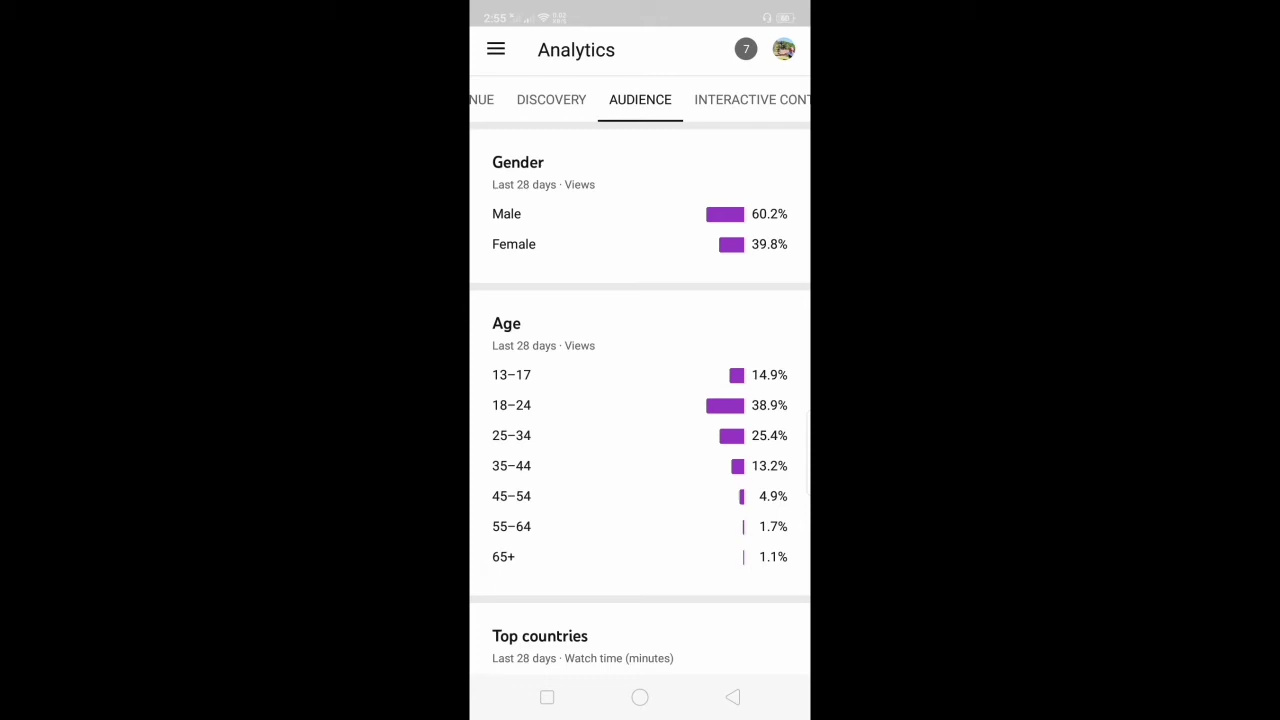 2:55
Analytics
7
NUE DISCOVERY AUDIENCE INTERACTIVE CONT
Gender
Last 28 days · Views
Male 60.2%
Female 39.8%
Age
Last 28 days · Views
13–17 14.9%
18–24 38.9%
25–34 25.4%
35–44 13.2%
45–54 4.9%
55–64 1.7%
65+ 1.1%
Top countries
Last 28 days · Watch time (minutes)